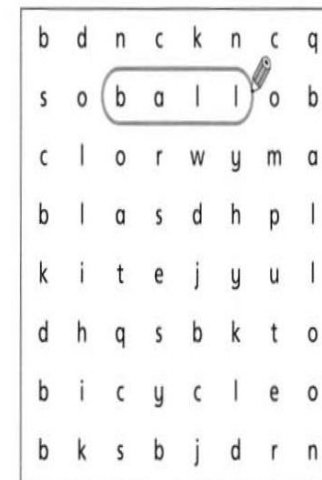 b d n c k n c q
s o b a l l o b
c l o r w y m a
b l a s d h p l
k i t e j y u l
d h q s b k t o
b i c y c l e o
b k s b j d r n